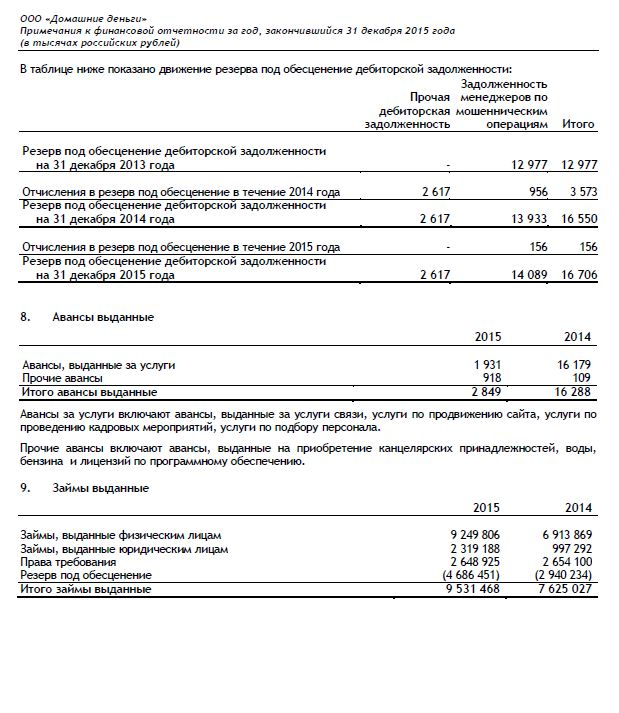 ООО «Домашние деньги»
Примечания к финансовой отчетности за год, закончившийся 31 декабря 2015 года
(в тысячах российских рублей)
В таблице ниже показано движение резерва под обесценение дебиторской задолженности:
Прочая дебиторская задолженность Задолженность менеджеров по мошенническим операциям Итого
Резерв под обесценение дебиторской задолженности
на 31 декабря 2013 года - 12 977 12 977
Отчисления в резерв под обесценение в течение 2014 года 2 617 956 3 573
Резерв под обесценение дебиторской задолженности
на 31 декабря 2014 года 2 617 13 933 16 550
Отчисления в резерв под обесценение в течение 2015 года - 156 156
Резерв под обесценение дебиторской задолженности
на 31 декабря 2015 года 2 617 14 089 16 706
8. Авансы выданные
2015 2014
Авансы, выданные за услуги 1 931 16 179
Прочие авансы 918 109
Итого авансы выданные 2 849 16 288
Авансы за услуги включают авансы, выданные за услуги связи, услуги по продвижению сайта, услуги по
проведению кадровых мероприятий, услуги по подбору персонала.
Прочие авансы включают авансы, выданные на приобретение канцелярских принадлежностей, воды,
бензина и лицензий по программному обеспечению.
9. Займы выданные
2015 2014
Займы, выданные физическим лицам 9 249 806 6 913 869
Займы, выданные юридическим лицам 2 319 188 997 292
Права требования 2 648 925 2 654 100
Резерв под обесценение (4 686 451) (2 940 234)
Итого займы выданные 9 531 468 7 625 027